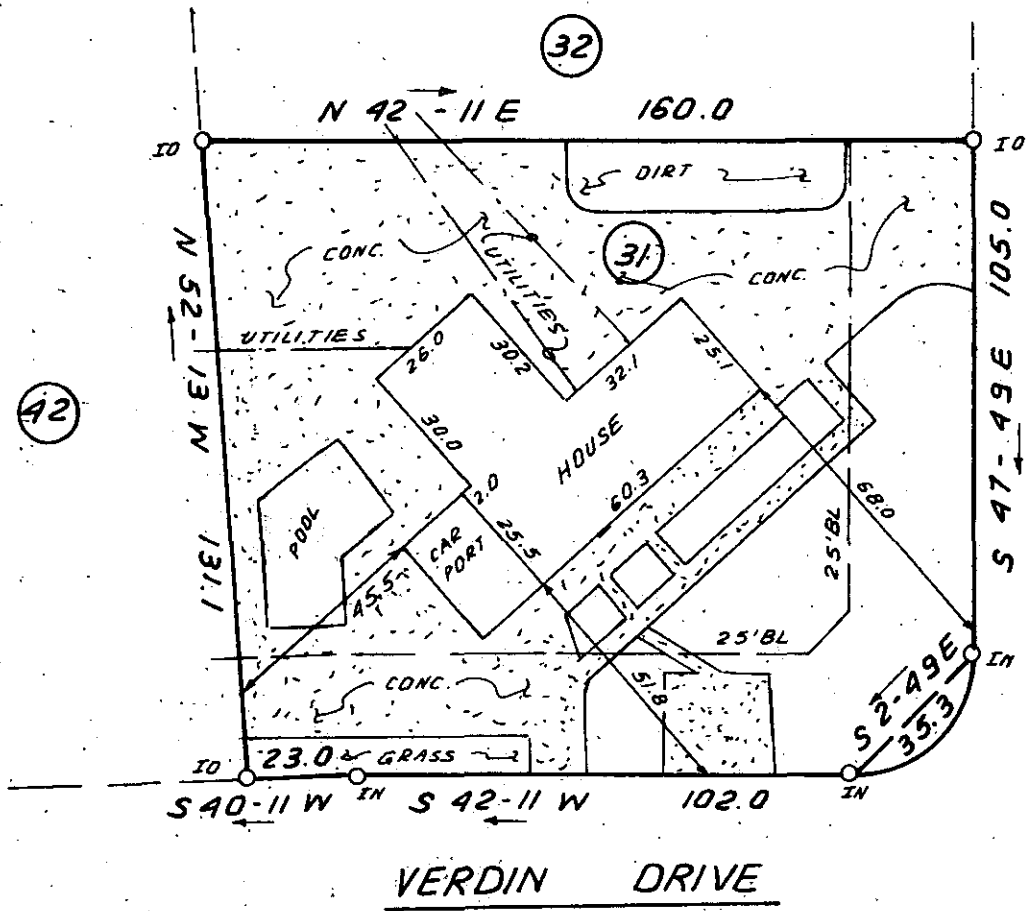 32
N 42-11 E 160.0
IO
IO
DIRT
N 52-13 W 131.1
CONC.
UTILITIES
31
CONC.
S 47-49 E 105.0
UTILITIES
26.0
30.2
32.1
25.1
42
30.0
HOUSE
2.0
60.3
68.0
POOL
CAR PORT
25.5
45.5
25'BL
25'BL
CONC.
51.8
IN
S 2-49 E
35.3
IO
23.0
GRASS
S 40-11 W
IN
S 42-11 W
102.0
IN
VERDIN DRIVE